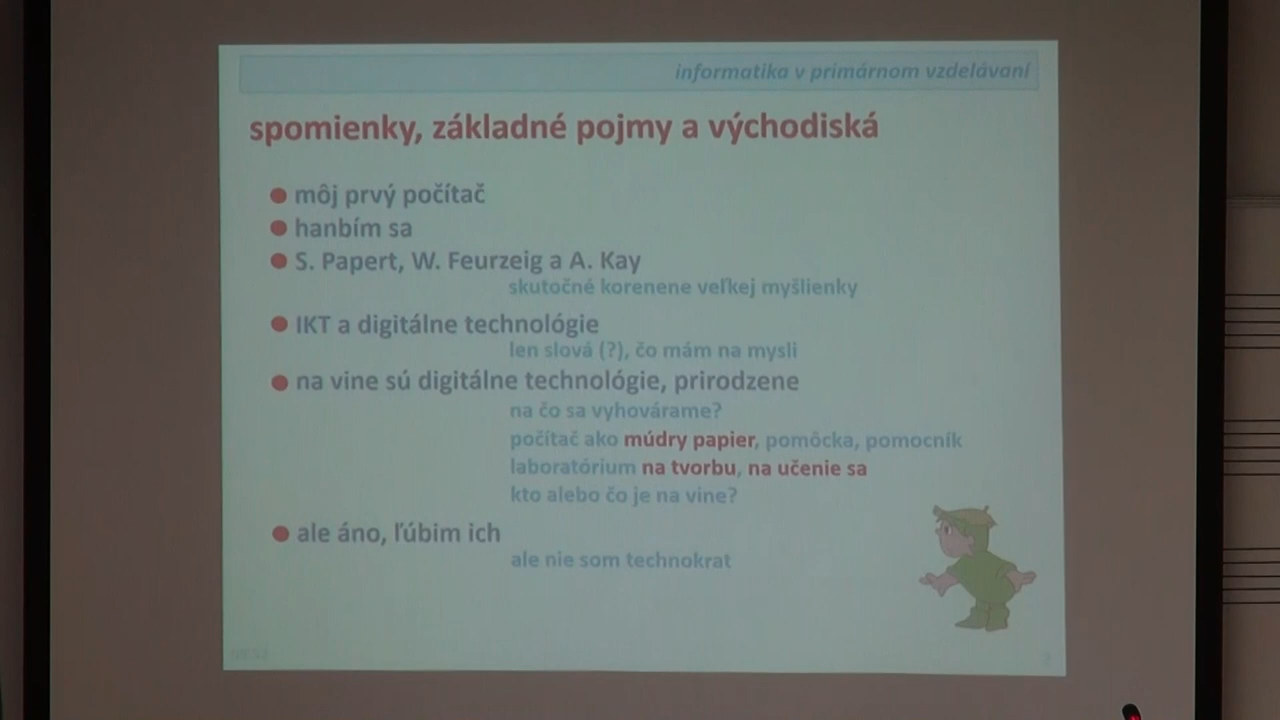 informatika v primárnom vzdelávaní
spomienky, základné pojmy a východiská
môj prvý počítač
hanbím sa
S. Papert, W. Feurzeig a A. Kay
skutočné korenene veľkej myšlienky
IKT a digitálne technológie
len slová (?), čo mám na mysli
na vine sú digitálne technológie, prirodzene
na čo sa vyhovárame?
počítač ako múdry papier, pomôcka, pomocník
laboratórium na tvorbu, na učenie sa
kto alebo čo je na vine?
ale áno, ľúbim ich
ale nie som technokrat